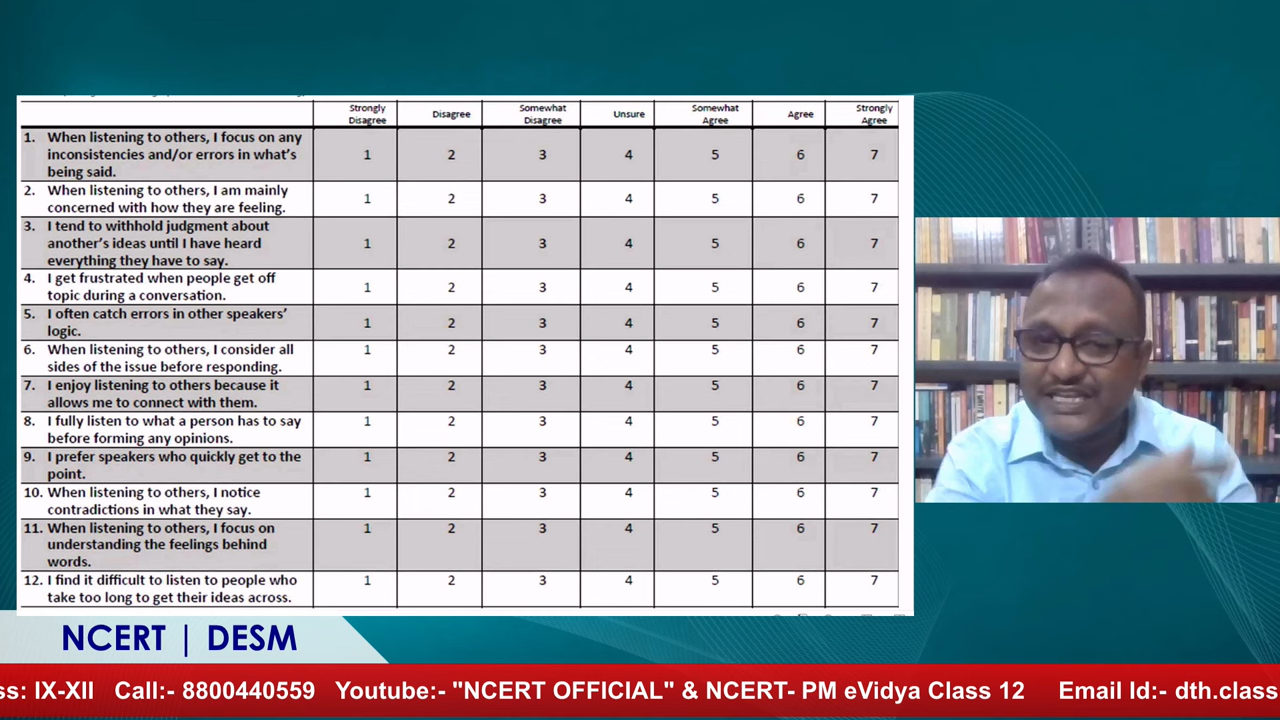 Strongly Disagree Disagree Somewhat Disagree Unsure Somewhat Agree Agree Strongly Agree
1. When listening to others, I focus on any
inconsistencies and/or errors in what's 1 2 3 4 5 6 7
being said.
2. When listening to others, I am mainly
concerned with how they are feeling. 1 2 3 4 5 6 7
3. I tend to withhold judgment about
another's ideas until I have heard 1 2 3 4 5 6 7
everything they have to say.
4. I get frustrated when people get off
topic during a conversation. 1 2 3 4 5 6 7
5. I often catch errors in other speakers'
logic. 1 2 3 4 5 6 7
6. When listening to others, I consider all 1 2 3 4 5 6 7
sides of the issue before responding.
7. I enjoy listening to others because it 1 2 3 4 5 6 7
allows me to connect with them.
8. I fully listen to what a person has to say 1 2 3 4 5 6 7
before forming any opinions.
9. I prefer speakers who quickly get to the 1 2 3 4 5 6 7
point.
10. When listening to others, I notice 1 2 3 4 5 6 7
contradictions in what they say.
11. When listening to others, I focus on 1 2 3 4 5 6 7
understanding the feelings behind
words.
12. I find it difficult to listen to people who 1 2 3 4 5 6 7
take too long to get their ideas across.
NCERT | DESM
ss: IX-XII Call:- 8800440559 Youtube:- "NCERT OFFICIAL" & NCERT- PM eVidya Class 12 Email Id:- dth.class